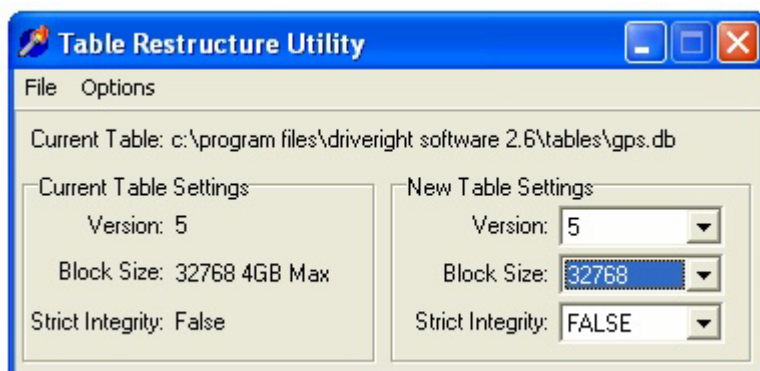 Table Restructure Utility
File Options
Current Table: c:\program files\driveright software 2.6\tables\gps.db
Current Table Settings
Version: 5
Block Size: 32768 4GB Max
Strict Integrity: False
New Table Settings
Version: 5
Block Size: 32768
Strict Integrity: FALSE